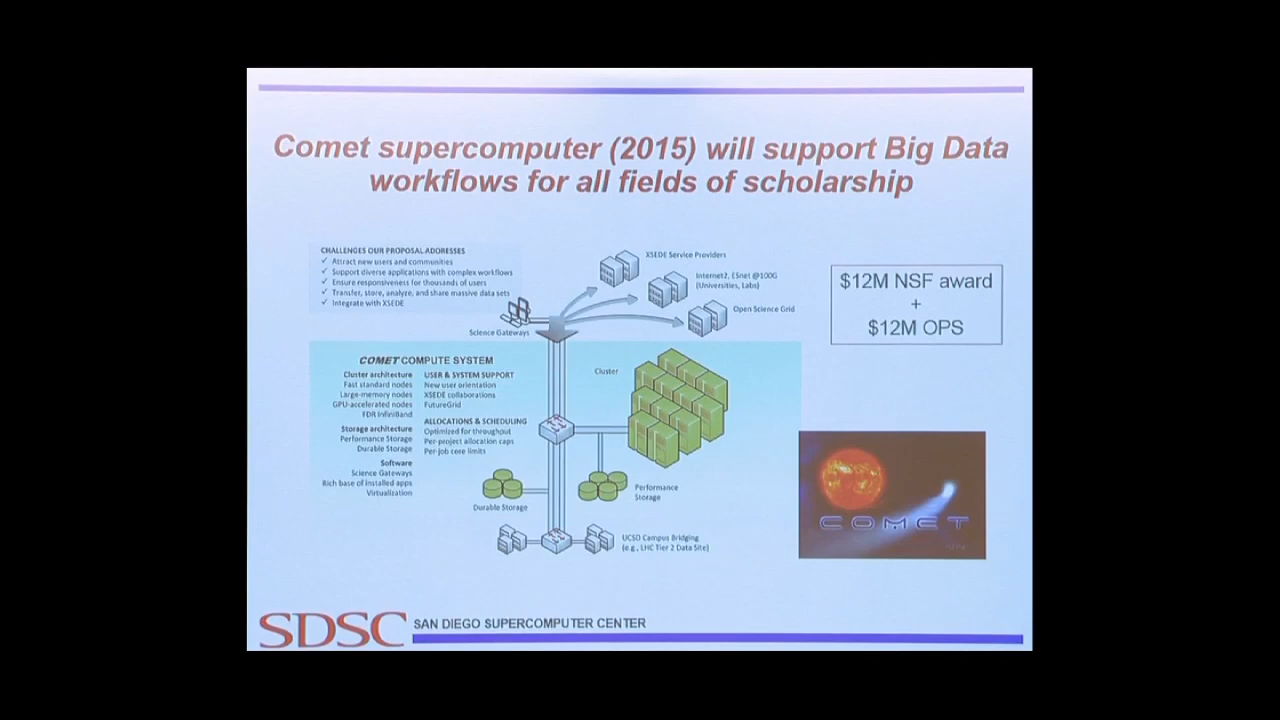 Comet supercomputer (2015) will support Big Data
workflows for all fields of scholarship
CHALLENGES OUR PROPOSAL ADDRESSES
✓ Attract new users and communities
✓ Support diverse applications with complex workflows
✓ Ensure responsiveness for thousands of users
✓ Transfer, store, analyze, and share massive data sets
✓ Integrate with XSEDE
Science Gateways
XSEDE Service Providers
Internet2, ESnet @100G
(Universities, Labs)
Open Science Grid
$12M NSF award
+
$12M OPS
COMET COMPUTE SYSTEM
Cluster architecture
Fast standard nodes
Large-memory nodes
GPU-accelerated nodes
FDR InfiniBand
Storage architecture
Performance Storage
Durable Storage
Software
Science Gateways
Rich base of installed apps
Virtualization
USER & SYSTEM SUPPORT
New user orientation
XSEDE collaborations
FutureGrid
ALLOCATIONS & SCHEDULING
Optimized for throughput
Per-project allocation caps
Per-job core limits
Cluster
Durable Storage
Performance
Storage
UCSD Campus Bridging
(e.g., LHC Tier 2 Data Site)
COMET
SDSC
SAN DIEGO SUPERCOMPUTER CENTER